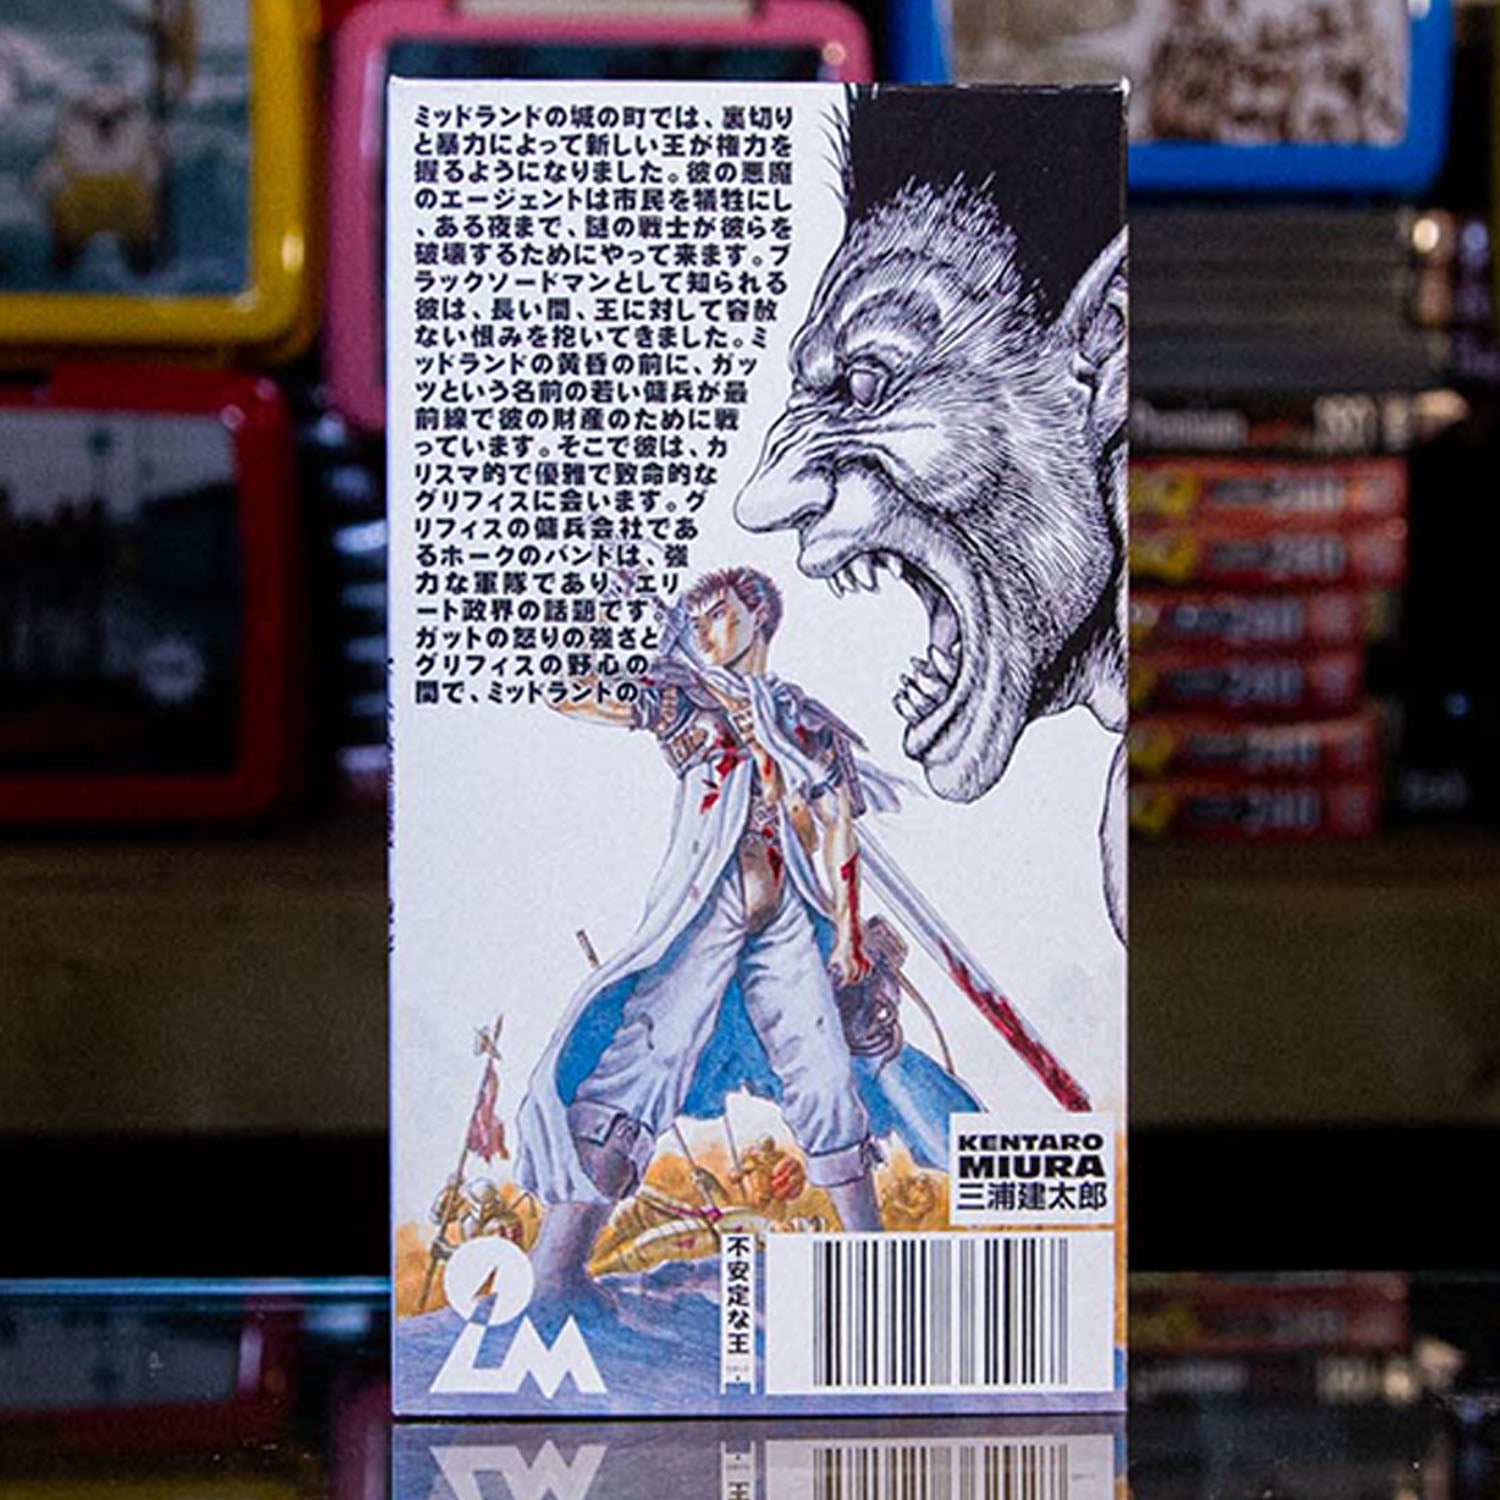 ミッドランドの城の町では、裏切り
と暴力によって新しい王が権力を
握るようになりました。彼の悪魔
のエージェントは市民を犠牲にし
、ある夜まで、謎の戦士が彼らを
破壊するためにやって来ます。ブ
ラックソードマンとして知られる
彼は、長い間、王に対して容赦
ない恨みを抱いてきました。ミ
ッドランドの黄昏の前に、ガッ
ツという名前の若い傭兵が最
前線で彼の財産のために戦
っています。そこで彼は、カ
リスマ的で優雅で致命的な
グリフィスに会います。グ
リフィスの傭兵会社であ
るホークのバンドは、強
力な軍隊であり、エリ
ート政界の話題です。
ガットの怒りの強さと
グリフィスの野心の
間で、ミッドランドの
KENTARO
MIURA
三浦建太郎
不安定な王
LM